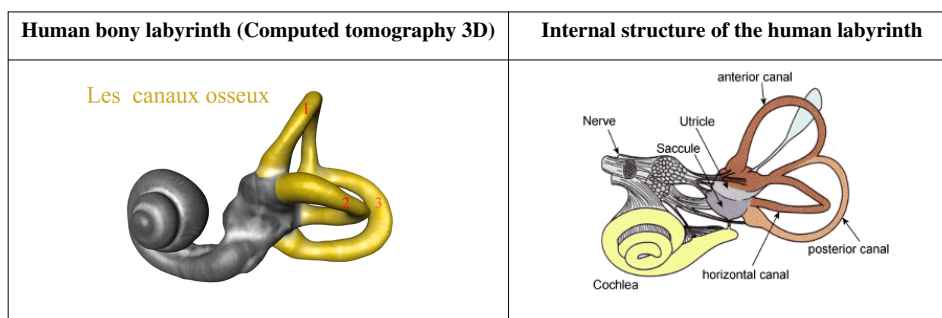 Human bony labyrinth (Computed tomography 3D)
Internal structure of the human labyrinth
Les canaux osseux
1
2
3
anterior canal
Nerve
Utricle
Saccule
posterior canal
horizontal canal
Cochlea